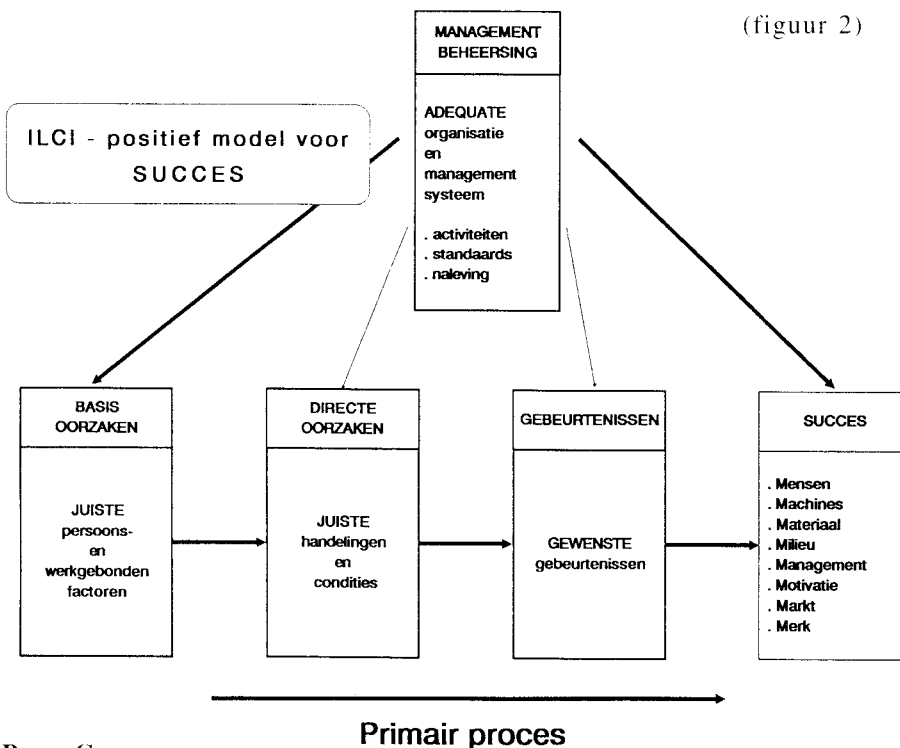 (figuur 2)
MANAGEMENT
BEHEERSING
ADEQUATE
organisatie
en
management
systeem
. activiteiten
. standaards
. naleving
ILCI - positief model voor
SUCCES
BASIS
OORZAKEN
JUISTE
persoons-
en
werkgebonden
factoren
DIRECTE
OORZAKEN
JUISTE
handelingen
en
condities
GEBEURTENISSEN
GEWENSTE
gebeurtenissen
SUCCES
. Mensen
. Machines
. Materiaal
. Milieu
. Management
. Motivatie
. Markt
. Merk
Primair proces